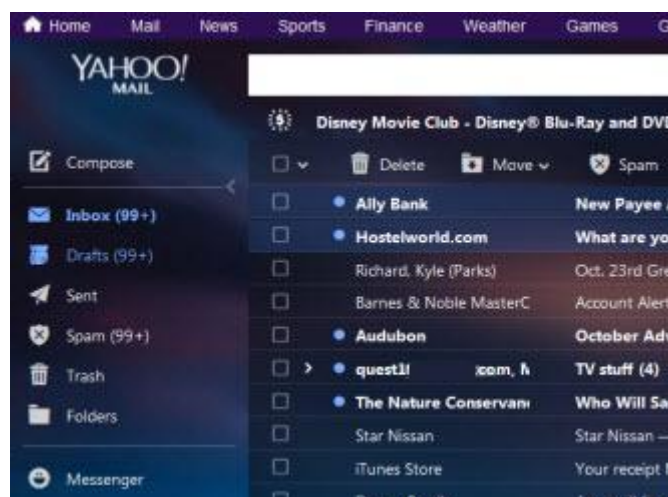 Home Mail News Sports Finance Weather Games G
YAHOO!
MAIL
Disney Movie Club - Disney® Blu-Ray and DVD
Compose
Delete Move Spam
Inbox (99+)
Drafts (99+)
Sent
Spam (99+)
Trash
Folders
Messenger
Ally Bank New Payee
Hostelworld.com What are yo
Richard, Kyle (Parks) Oct. 23rd Gre
Barnes & Noble MasterC Account Aler
Audubon October Adv
com, TV stuff (4)
The Nature Conservan Who Will Sa
Star Nissan Star Nissan —
iTunes Store Your receipt